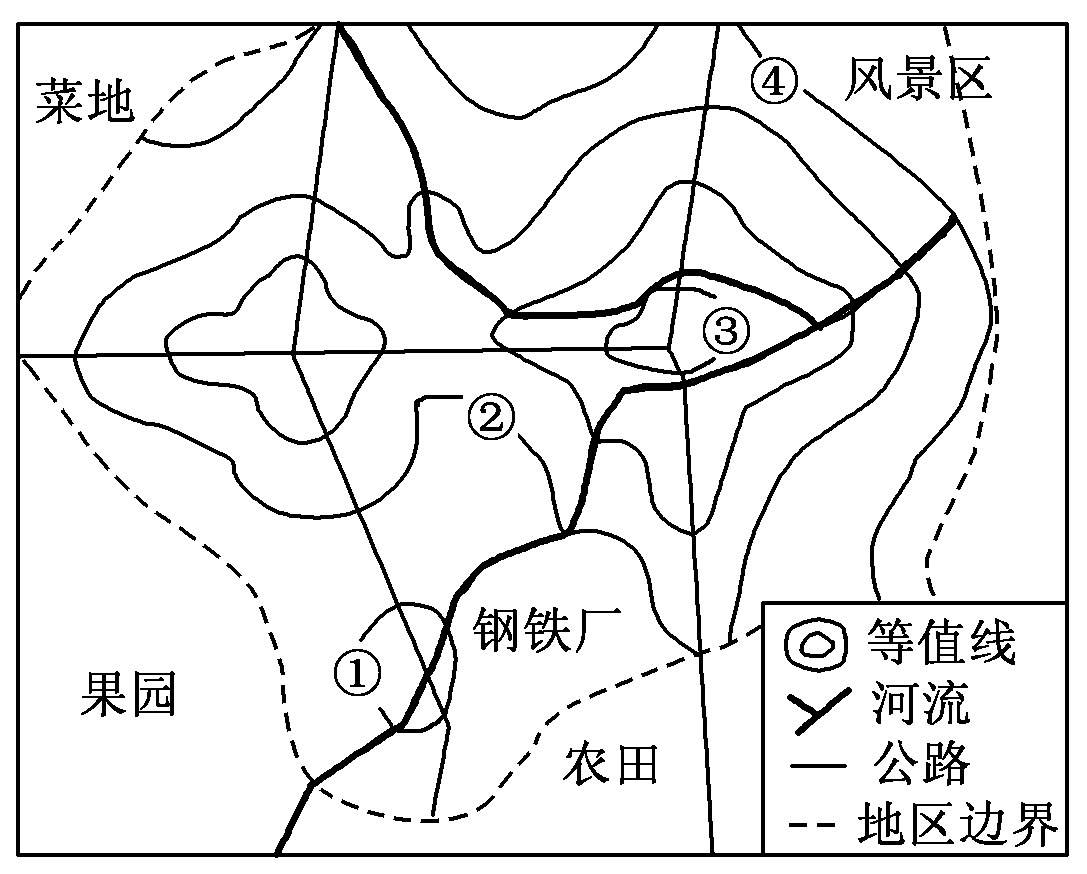 ④
风景区
菜地
③
②
钢铁厂
①
果园
农田
等值线
河流
公路
地区边界